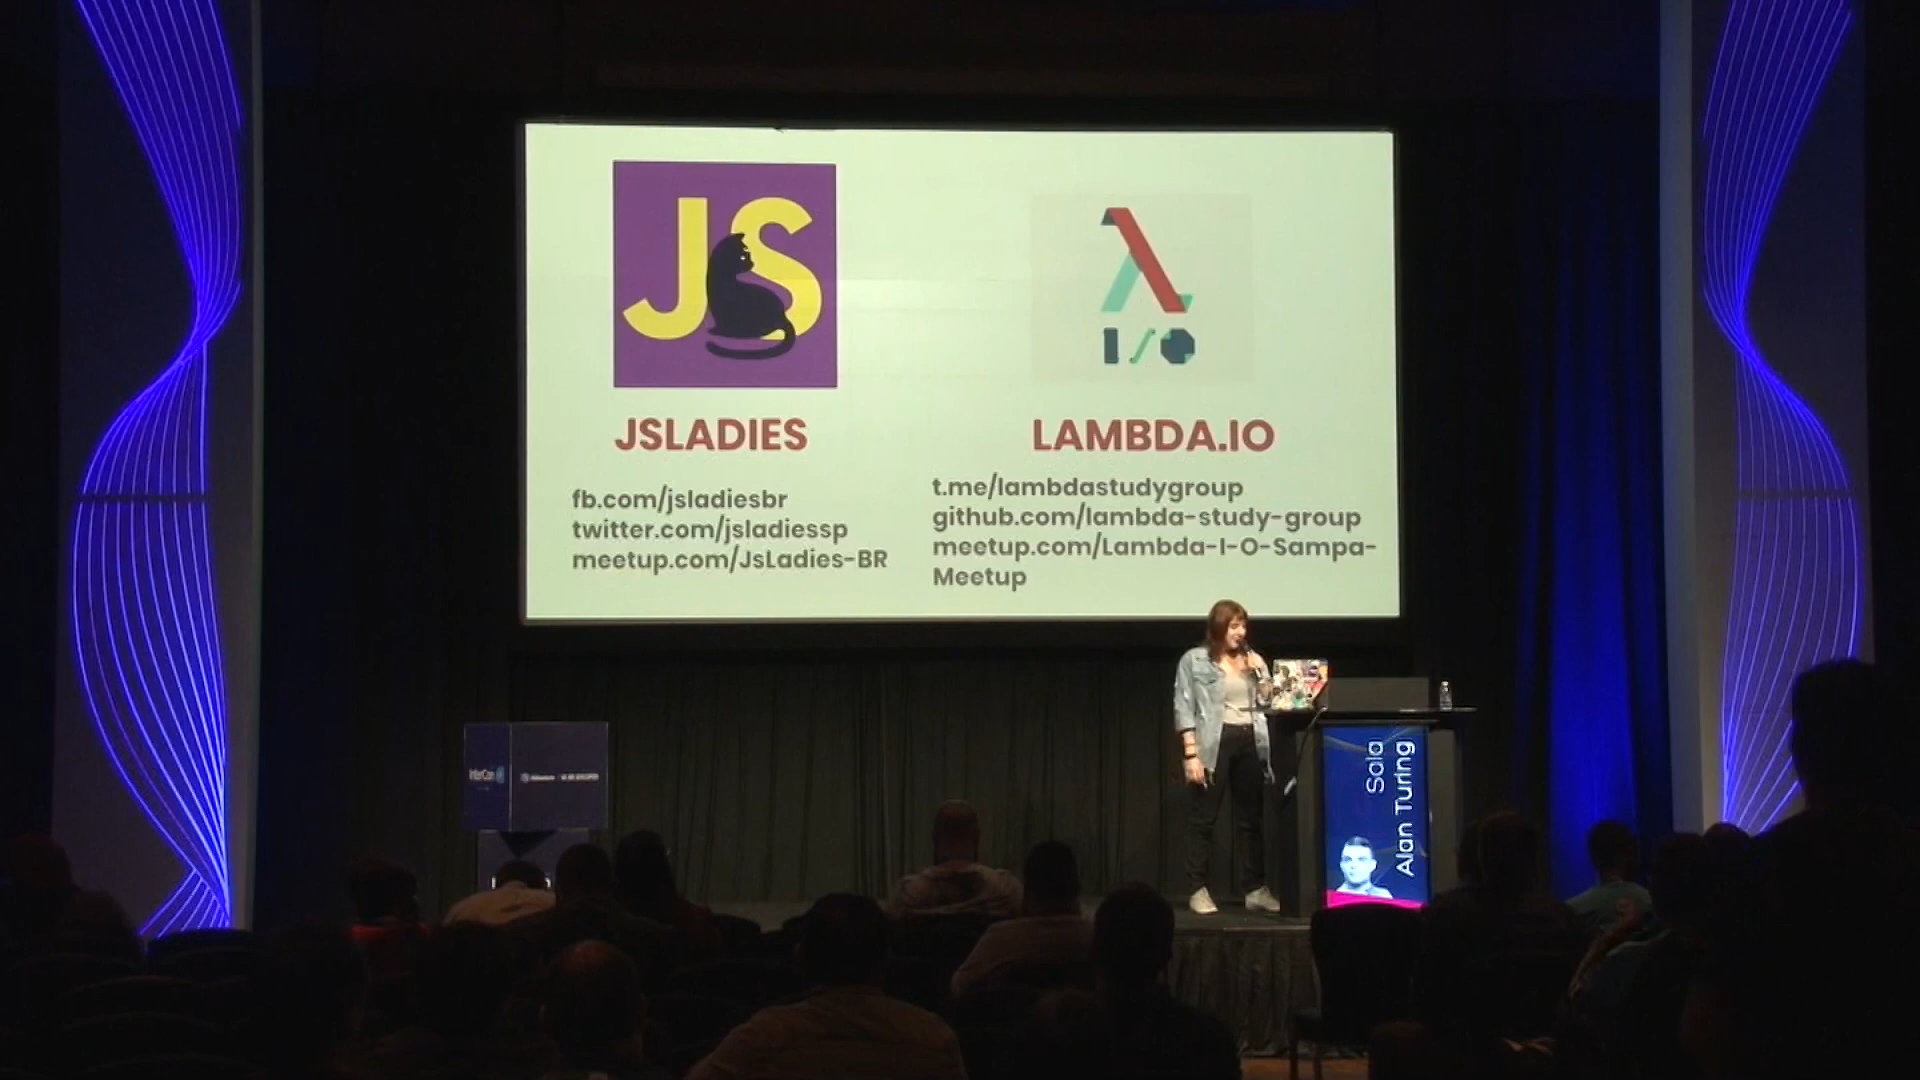 JS
I/O
JSLADIES
LAMBDA.IO
fb.com/jsladiesbr
twitter.com/jsladiessp
meetup.com/JsLadies-BR
t.me/lambdastudygroup
github.com/lambda-study-group
meetup.com/Lambda-I-O-Sampa-
Meetup
InterCon
Sala
Alan Turing